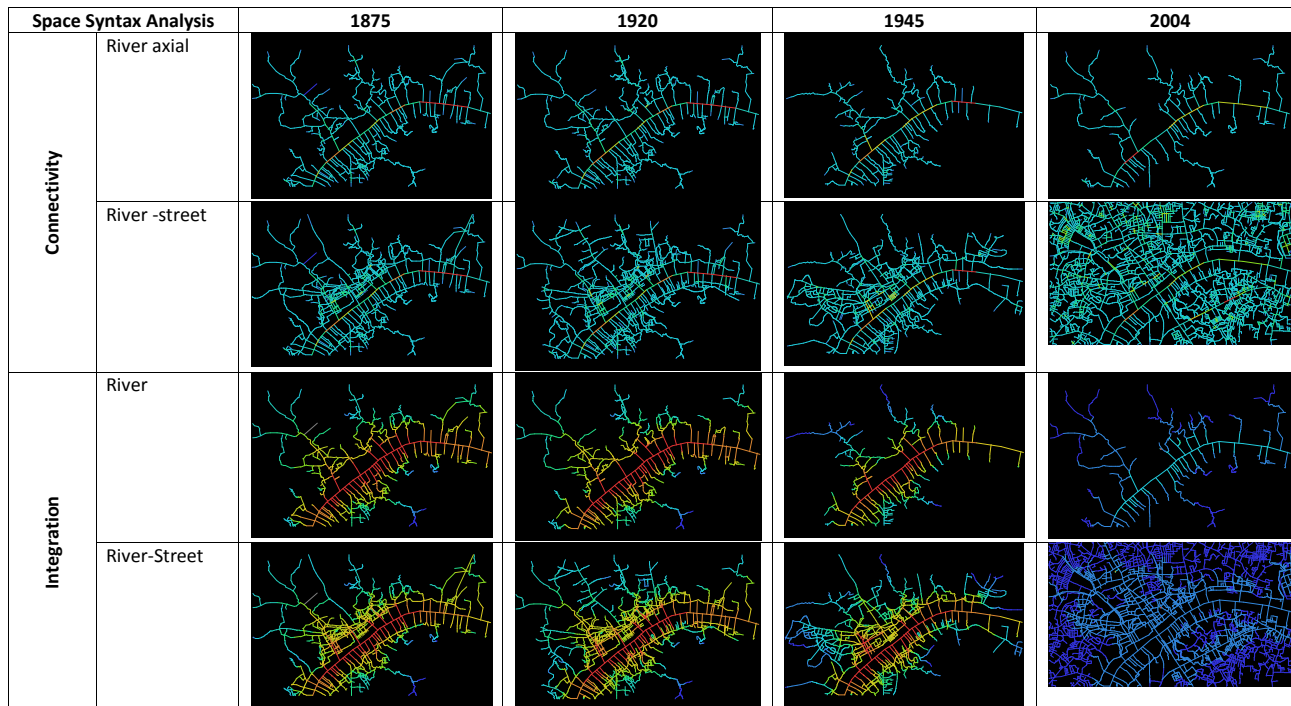 Space Syntax Analysis 1875 1920 1945 2004
Connectivity
River axial
River -street
Integration
River
River-Street